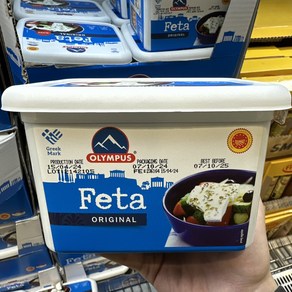 Feta
Greek
Mark
OLYMPUS
PRODUCTION DATE
15/04/24
PACKAGING DATE
07/10/24
BEST BEFORE
07/10/25
Feta
ORIGINAL